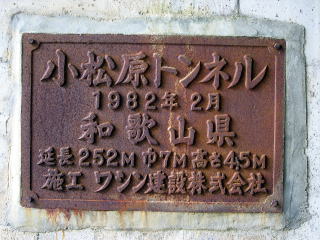 小松原トンネル
1982年2月
和歌山県
延長252M 巾7M 高さ4.5M
施工 ワシン建設株式会社